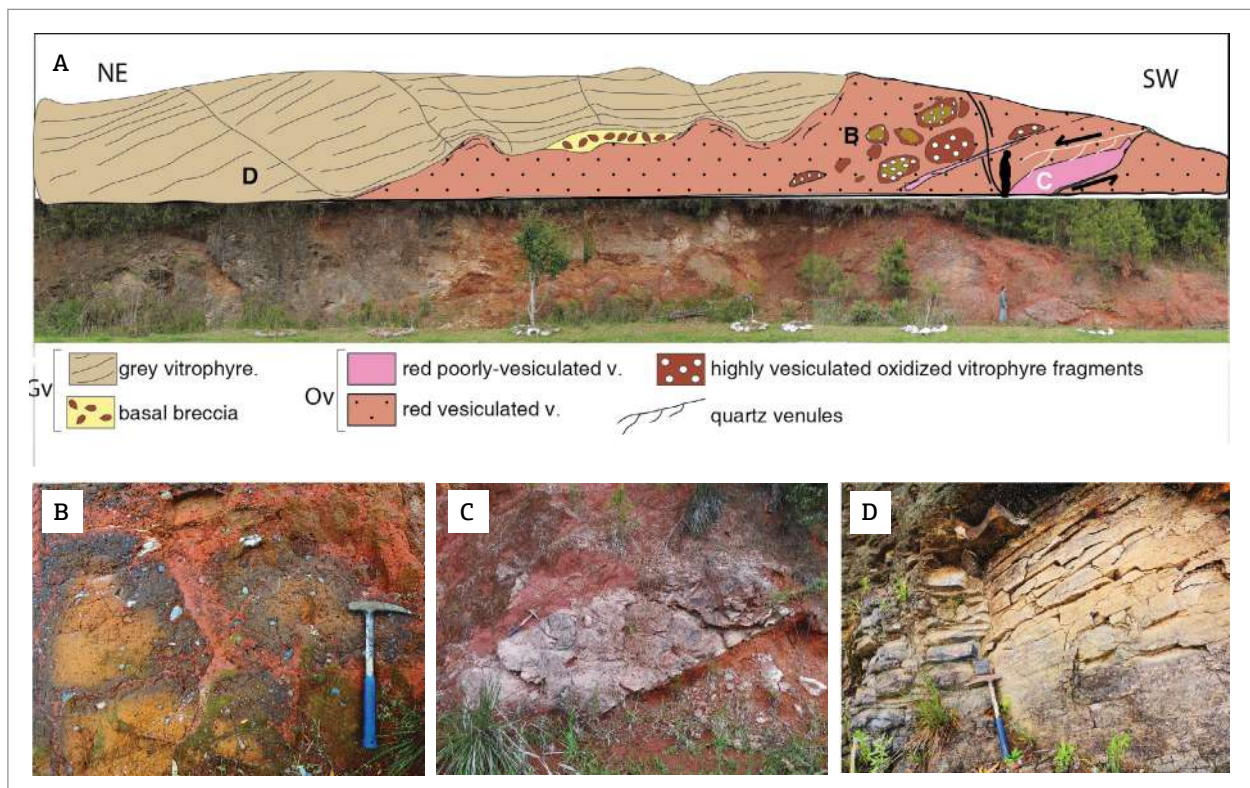 A
NE
SW
B
D
C
Gv
grey vitrophyre.
basal breccia
Ov
red poorly-vesiculated v.
red vesiculated v.
highly vesiculated oxidized vitrophyre fragments
quartz venules
B
C
D